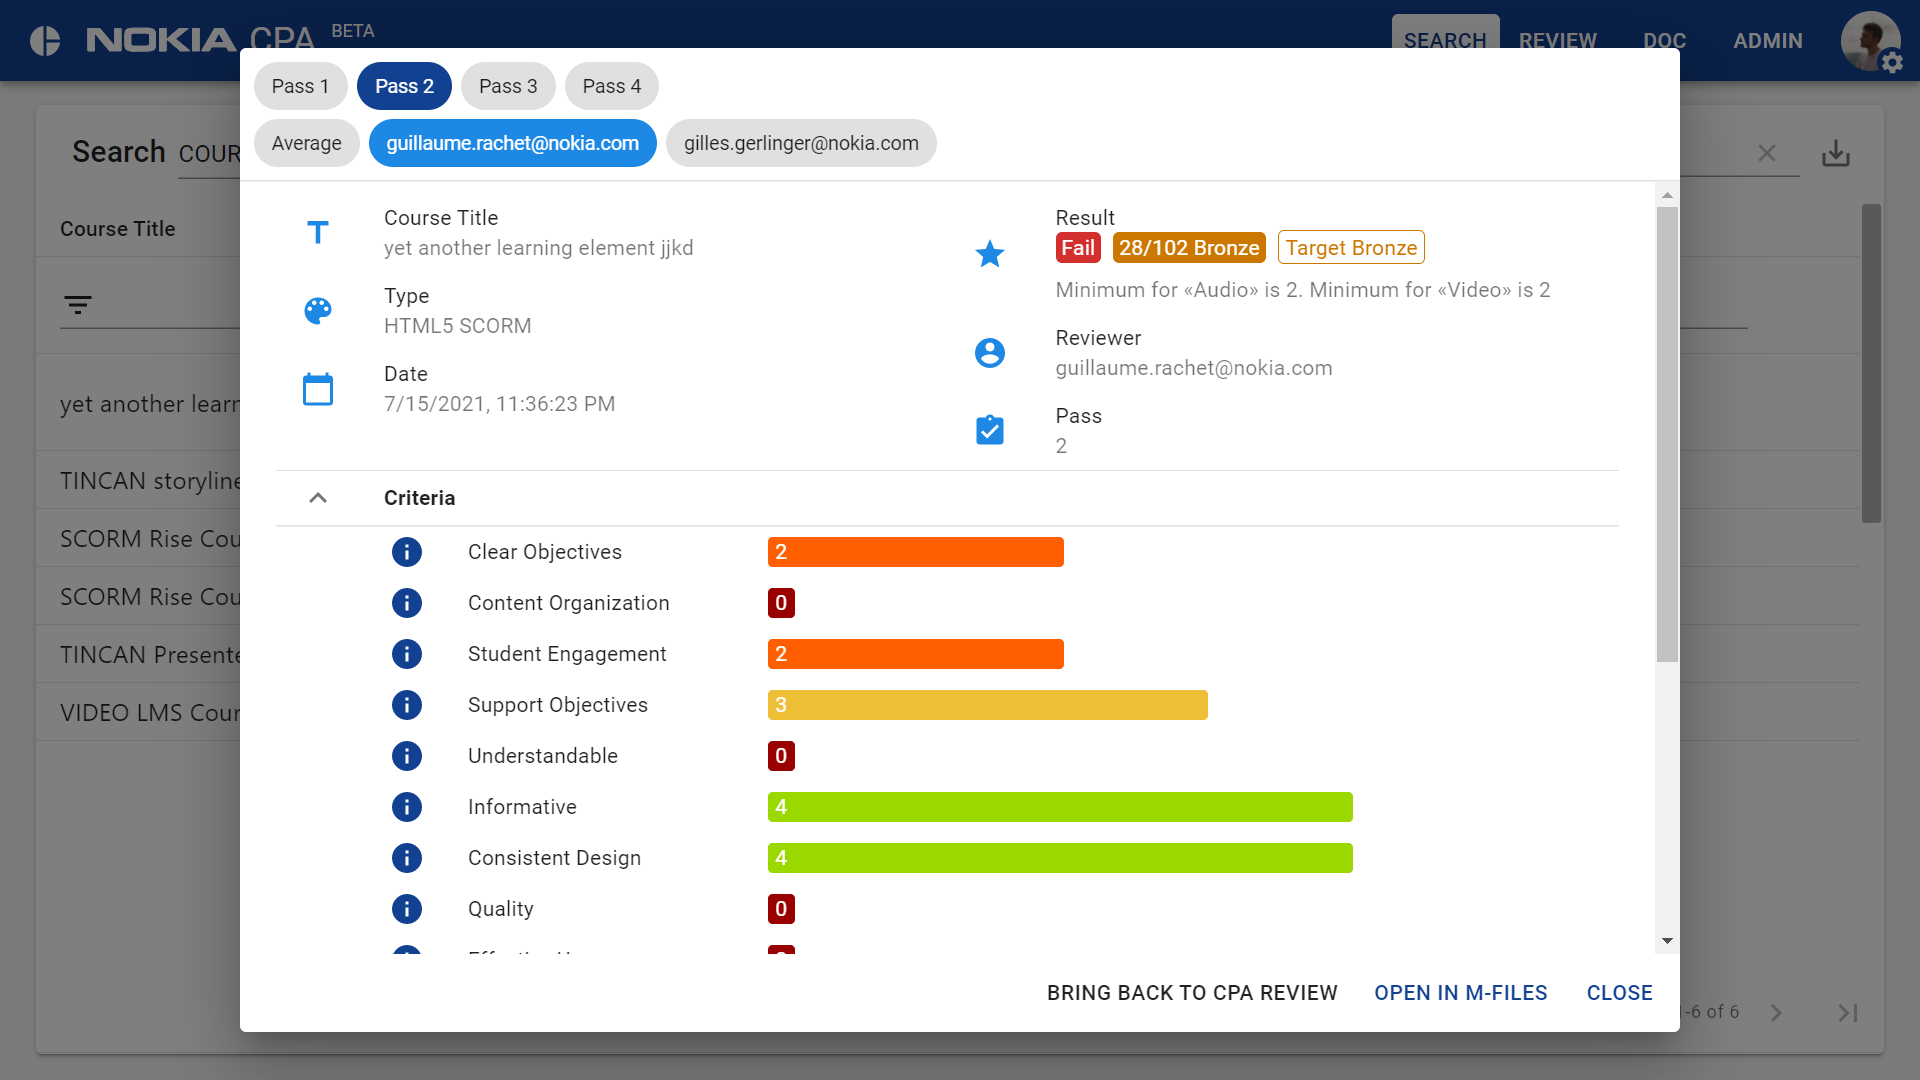 NOKIA CPA BETA
SEARCH REVIEW DOC ADMIN
Pass 1 Pass 2 Pass 3 Pass 4
Average guillaume.rachet@nokia.com gilles.gerlinger@nokia.com
Search COUR
Course Title
yet another learn
TINCAN storyline
SCORM Rise Cou
SCORM Rise Cou
TINCAN Presente
VIDEO LMS Cour
Course Title
yet another learning element jjkd
Type
HTML5 SCORM
Date
7/15/2021, 11:36:23 PM
Result
Fail 28/102 Bronze Target Bronze
Minimum for «Audio» is 2. Minimum for «Video» is 2
Reviewer
guillaume.rachet@nokia.com
Pass
2
Criteria
Clear Objectives 2
Content Organization 0
Student Engagement 2
Support Objectives 3
Understandable 0
Informative 4
Consistent Design 4
Quality 0
BRING BACK TO CPA REVIEW OPEN IN M-FILES CLOSE
-6 of 6